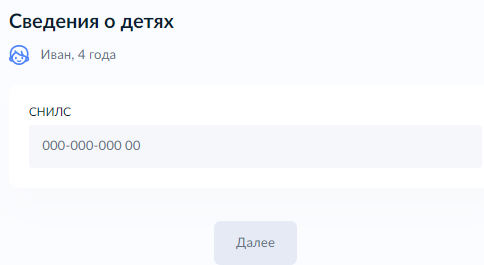 Сведения о детях
Иван, 4 года
СНИЛС
000-000-000 00
Далее